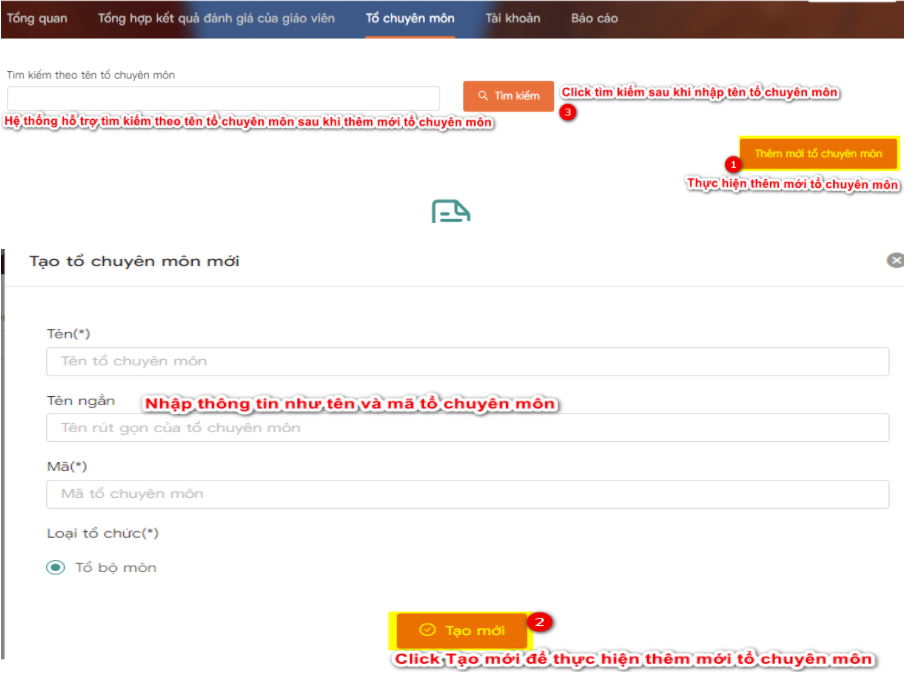 Tổng quan Tổng hợp kết quả đánh giá của giáo viên Tổ chuyên môn Tài khoản Báo cáo
Tìm kiếm theo tên tổ chuyên môn
Tìm kiếm Click tìm kiếm sau khi nhập tên tổ chuyên môn
3
Hệ thống hỗ trợ tìm kiếm theo tên tổ chuyên môn sau khi thêm mới tổ chuyên môn
Thêm mới tổ chuyên môn
1
Thực hiện thêm mới tổ chuyên môn
Tạo tổ chuyên môn mới
Tên(*)
Tên tổ chuyên môn
Tên ngắn Nhập thông tin như tên và mã tổ chuyên môn
Tên rút gọn của tổ chuyên môn
Mã(*)
Mã tổ chuyên môn
Loại tổ chức(*)
Tổ bộ môn
Tạo mới 2
Click Tạo mới để thực hiện thêm mới tổ chuyên môn